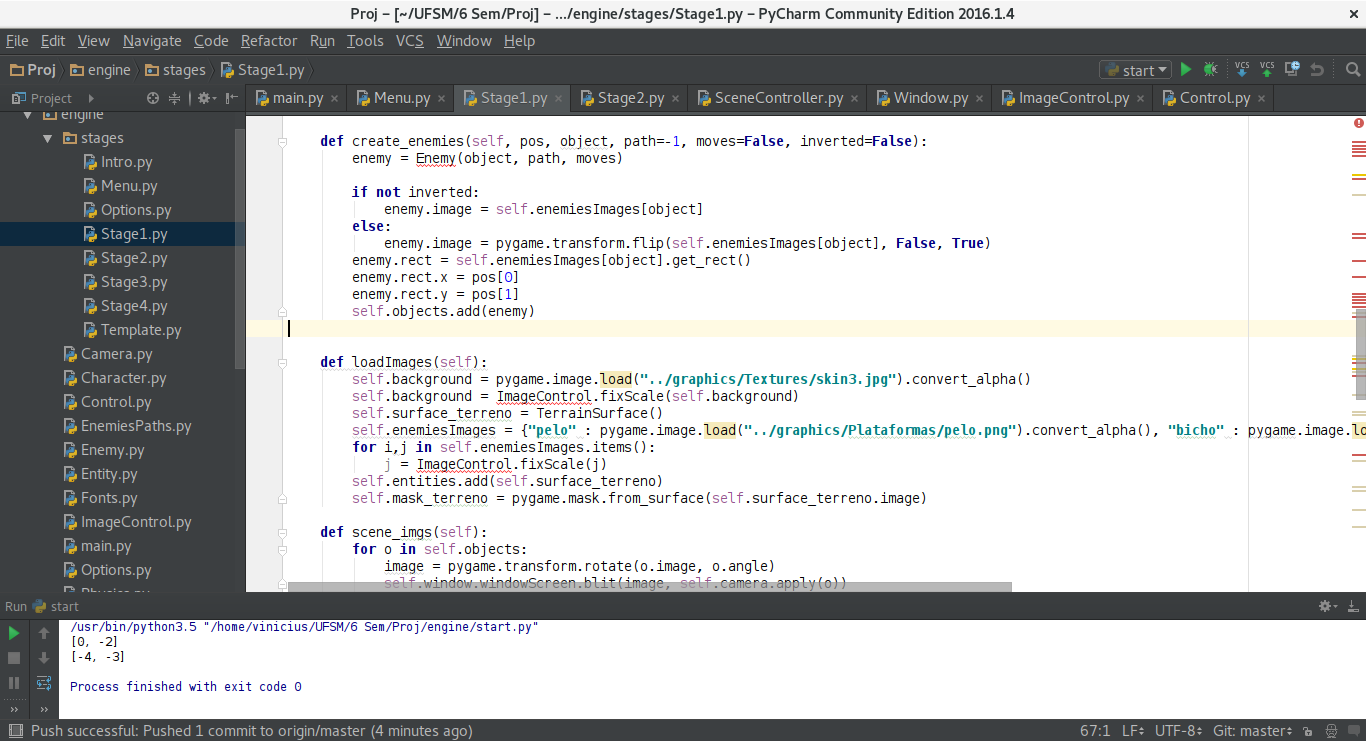 Proj – [~/UFSM/6 Sem/Proj] – .../engine/stages/Stage1.py – PyCharm Community Edition 2016.1.4
File Edit View Navigate Code Refactor Run Tools VCS Window Help
Proj engine stages Stage1.py start VCS VCS
Project main.py Menu.py Stage1.py Stage2.py SceneController.py Window.py ImageControl.py Control.py
engine
stages
Intro.py
Menu.py
Options.py
Stage1.py
Stage2.py
Stage3.py
Stage4.py
Template.py
Camera.py
Character.py
Control.py
EnemiesPaths.py
Enemy.py
Entity.py
Fonts.py
ImageControl.py
main.py
Options.py
Physics.py
def create_enemies(self, pos, object, path=-1, moves=False, inverted=False):
enemy = Enemy(object, path, moves)
if not inverted:
enemy.image = self.enemiesImages[object]
else:
enemy.image = pygame.transform.flip(self.enemiesImages[object], False, True)
enemy.rect = self.enemiesImages[object].get_rect()
enemy.rect.x = pos[0]
enemy.rect.y = pos[1]
self.objects.add(enemy)
def loadImages(self):
self.background = pygame.image.load("../graphics/Textures/skin3.jpg").convert_alpha()
self.background = ImageControl.fixScale(self.background)
self.surface_terreno = TerrainSurface()
self.enemiesImages = {"pelo" : pygame.image.load("../graphics/Plataformas/pelo.png").convert_alpha(), "bicho" : pygame.image.lo
for i,j in self.enemiesImages.items():
j = ImageControl.fixScale(j)
self.entities.add(self.surface_terreno)
self.mask_terreno = pygame.mask.from_surface(self.surface_terreno.image)
def scene_imgs(self):
for o in self.objects:
image = pygame.transform.rotate(o.image, o.angle)
self.window.windowScreen.blit(image, self.camera.apply(o))
Run start
/usr/bin/python3.5 "/home/vinicius/UFSM/6 Sem/Proj/engine/start.py"
[0, -2]
[-4, -3]
Process finished with exit code 0
Push successful: Pushed 1 commit to origin/master (4 minutes ago) 67:1 LF UTF-8 Git: master